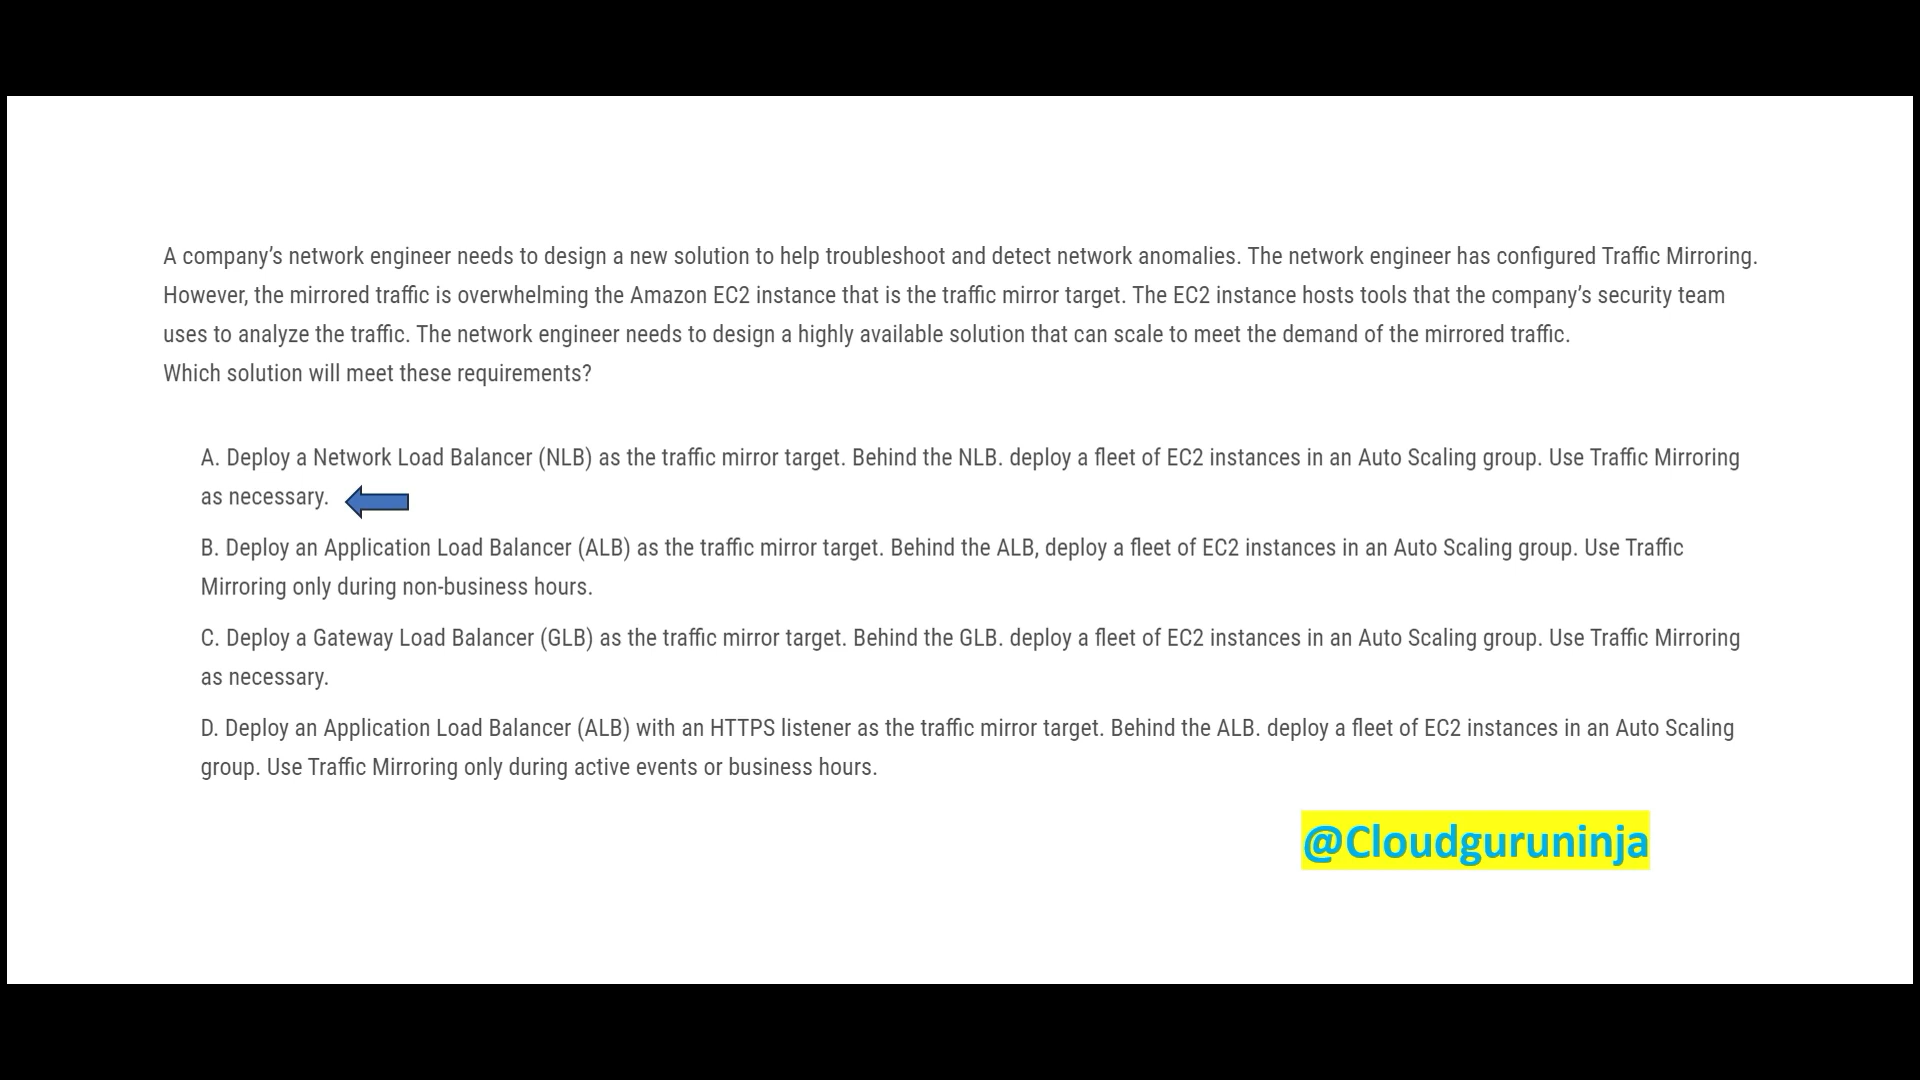 A company’s network engineer needs to design a new solution to help troubleshoot and detect network anomalies. The network engineer has configured Traffic Mirroring.
However, the mirrored traffic is overwhelming the Amazon EC2 instance that is the traffic mirror target. The EC2 instance hosts tools that the company’s security team
uses to analyze the traffic. The network engineer needs to design a highly available solution that can scale to meet the demand of the mirrored traffic.
Which solution will meet these requirements?
A. Deploy a Network Load Balancer (NLB) as the traffic mirror target. Behind the NLB. deploy a fleet of EC2 instances in an Auto Scaling group. Use Traffic Mirroring
as necessary.
B. Deploy an Application Load Balancer (ALB) as the traffic mirror target. Behind the ALB, deploy a fleet of EC2 instances in an Auto Scaling group. Use Traffic
Mirroring only during non-business hours.
C. Deploy a Gateway Load Balancer (GLB) as the traffic mirror target. Behind the GLB. deploy a fleet of EC2 instances in an Auto Scaling group. Use Traffic Mirroring
as necessary.
D. Deploy an Application Load Balancer (ALB) with an HTTPS listener as the traffic mirror target. Behind the ALB. deploy a fleet of EC2 instances in an Auto Scaling
group. Use Traffic Mirroring only during active events or business hours.
@Cloudguruninja